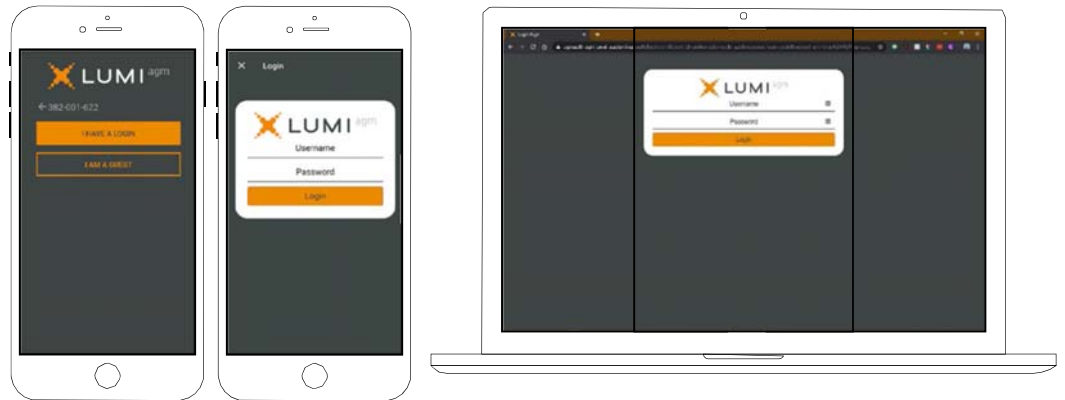 LUMI agm
382-001-622
I HAVE A LOGIN
I AM A GUEST
Login
LUMI agm
Username
Password
Login
LUMI agm
Username
Password
Login